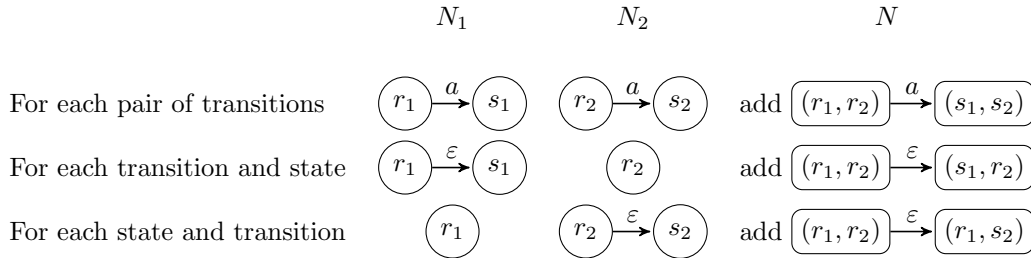 N₁ N₂ N
For each pair of transitions r₁ a s₁ r₂ a s₂ add (r₁, r₂) a (s₁, s₂)
For each transition and state r₁ ε s₁ r₂ add (r₁, r₂) ε (s₁, r₂)
For each state and transition r₁ r₂ ε s₂ add (r₁, r₂) ε (r₁, s₂)